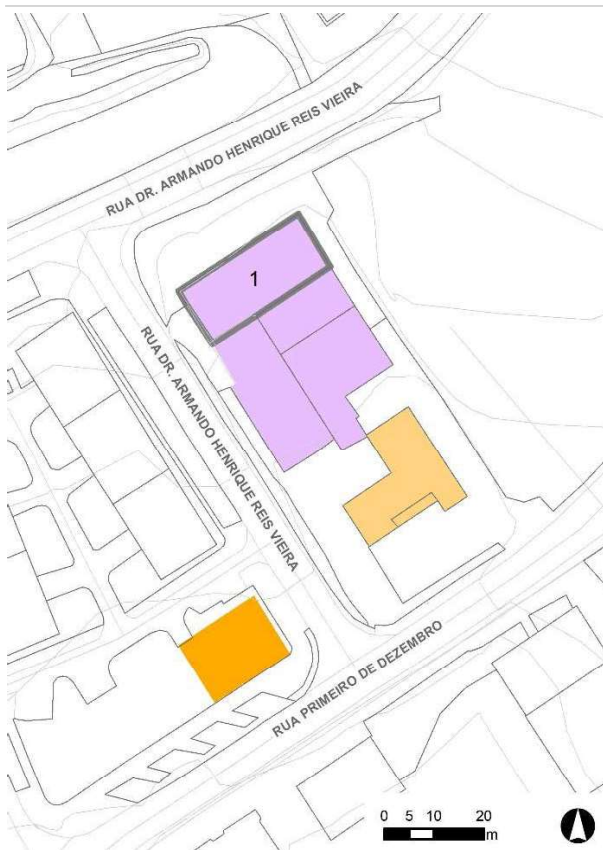 RUA DR. ARMANDO HENRIQUE REIS VIEIRA
1
RUA DR. ARMANDO HENRIQUE REIS VIEIRA
RUA PRIMEIRO DE DEZEMBRO
0 5 10 20
m